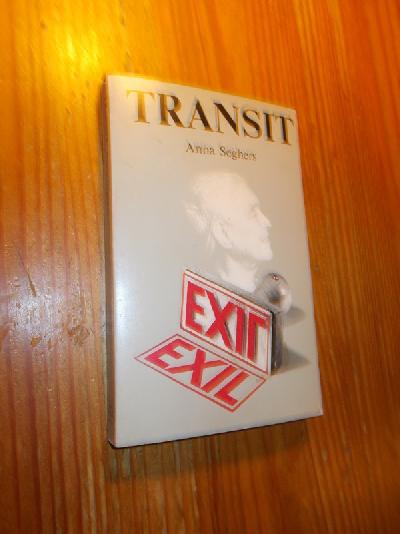 TRANSIT
Anna Seghers
EXIT
EXIL